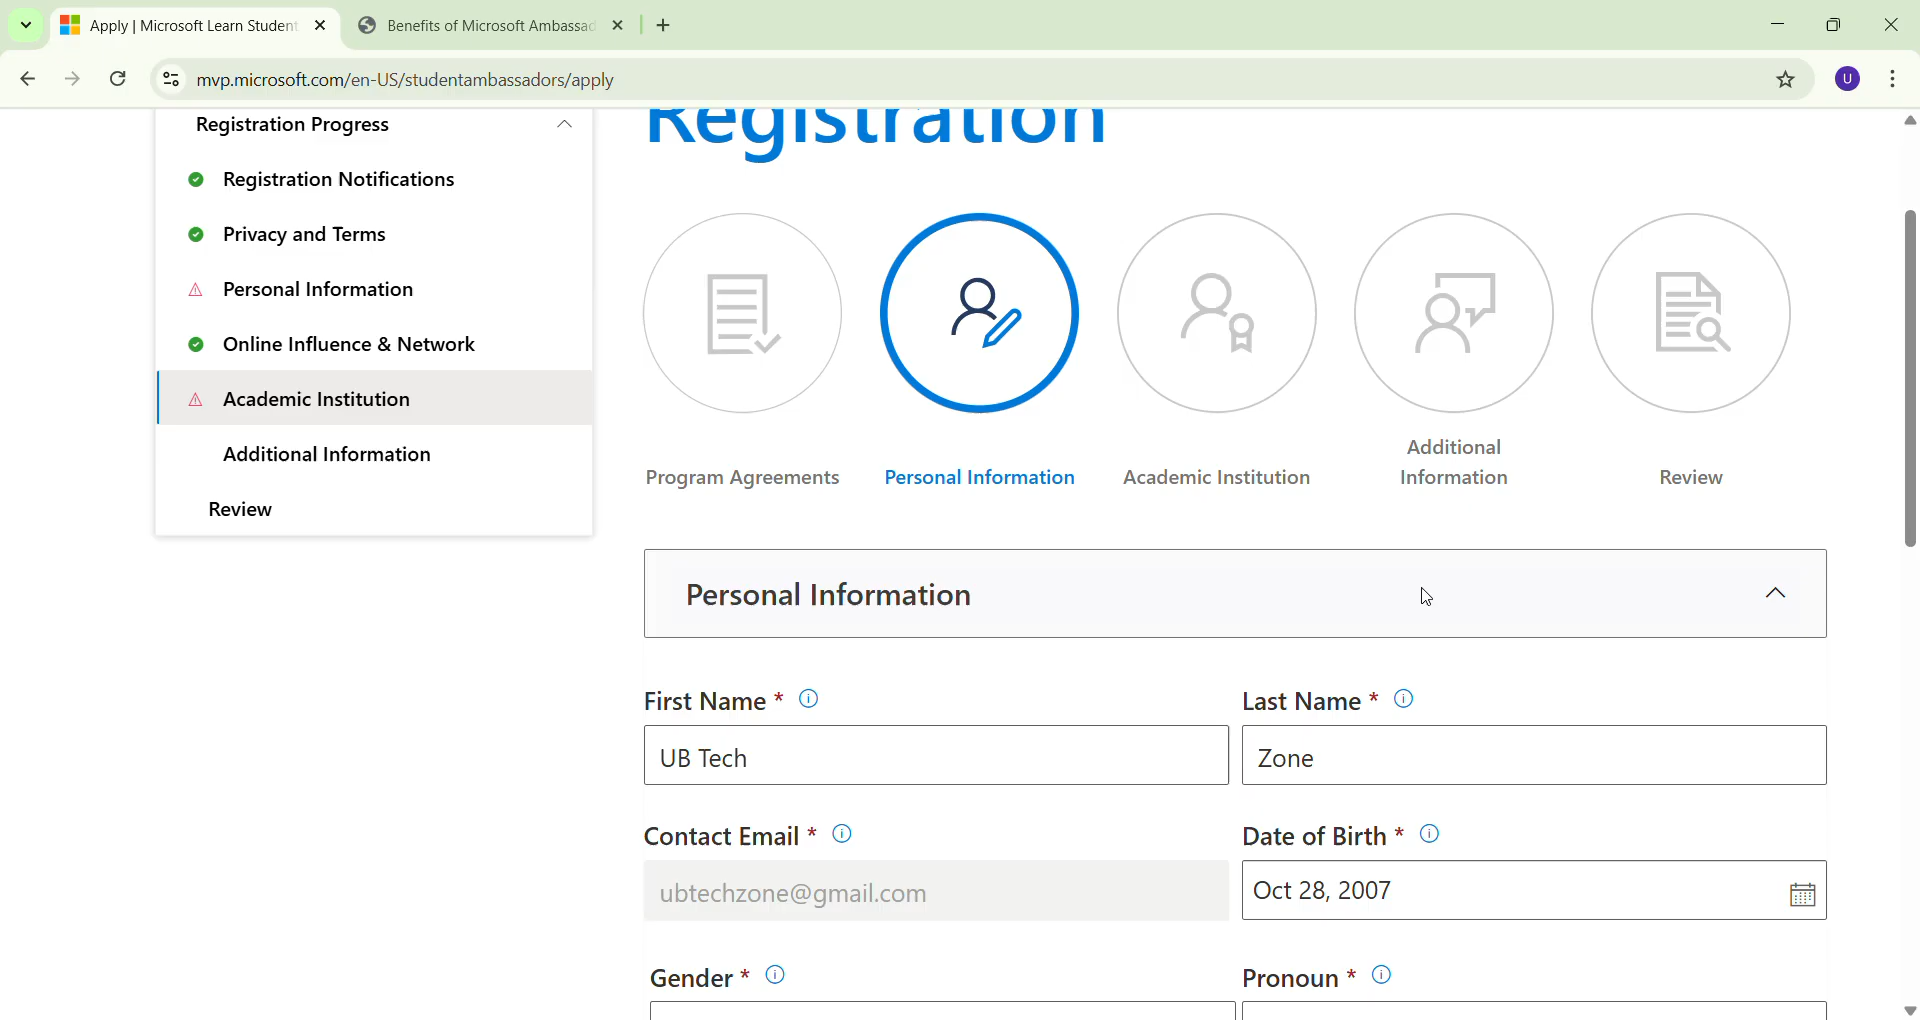 Apply | Microsoft Learn Student
Benefits of Microsoft Ambassad
mvp.microsoft.com/en-US/studentambassadors/apply
U
Registration Progress
Registration Notifications
Privacy and Terms
Personal Information
Online Influence & Network
Academic Institution
Additional Information
Review
Registration
Program Agreements
Personal Information
Academic Institution
Additional
Information
Review
Personal Information
First Name *
Last Name *
UB Tech
Zone
Contact Email *
Date of Birth *
ubtechzone@gmail.com
Oct 28, 2007
Gender *
Pronoun *